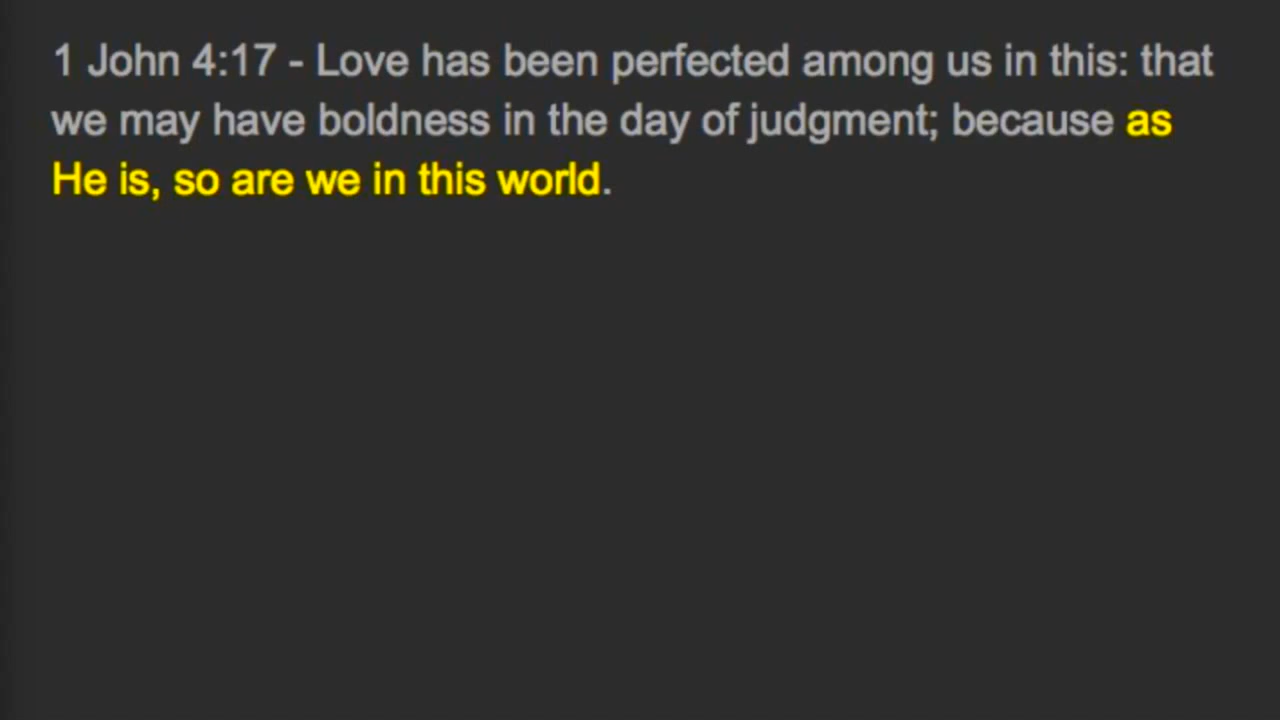 1 John 4:17 - Love has been perfected among us in this: that
we may have boldness in the day of judgment; because as
He is, so are we in this world.